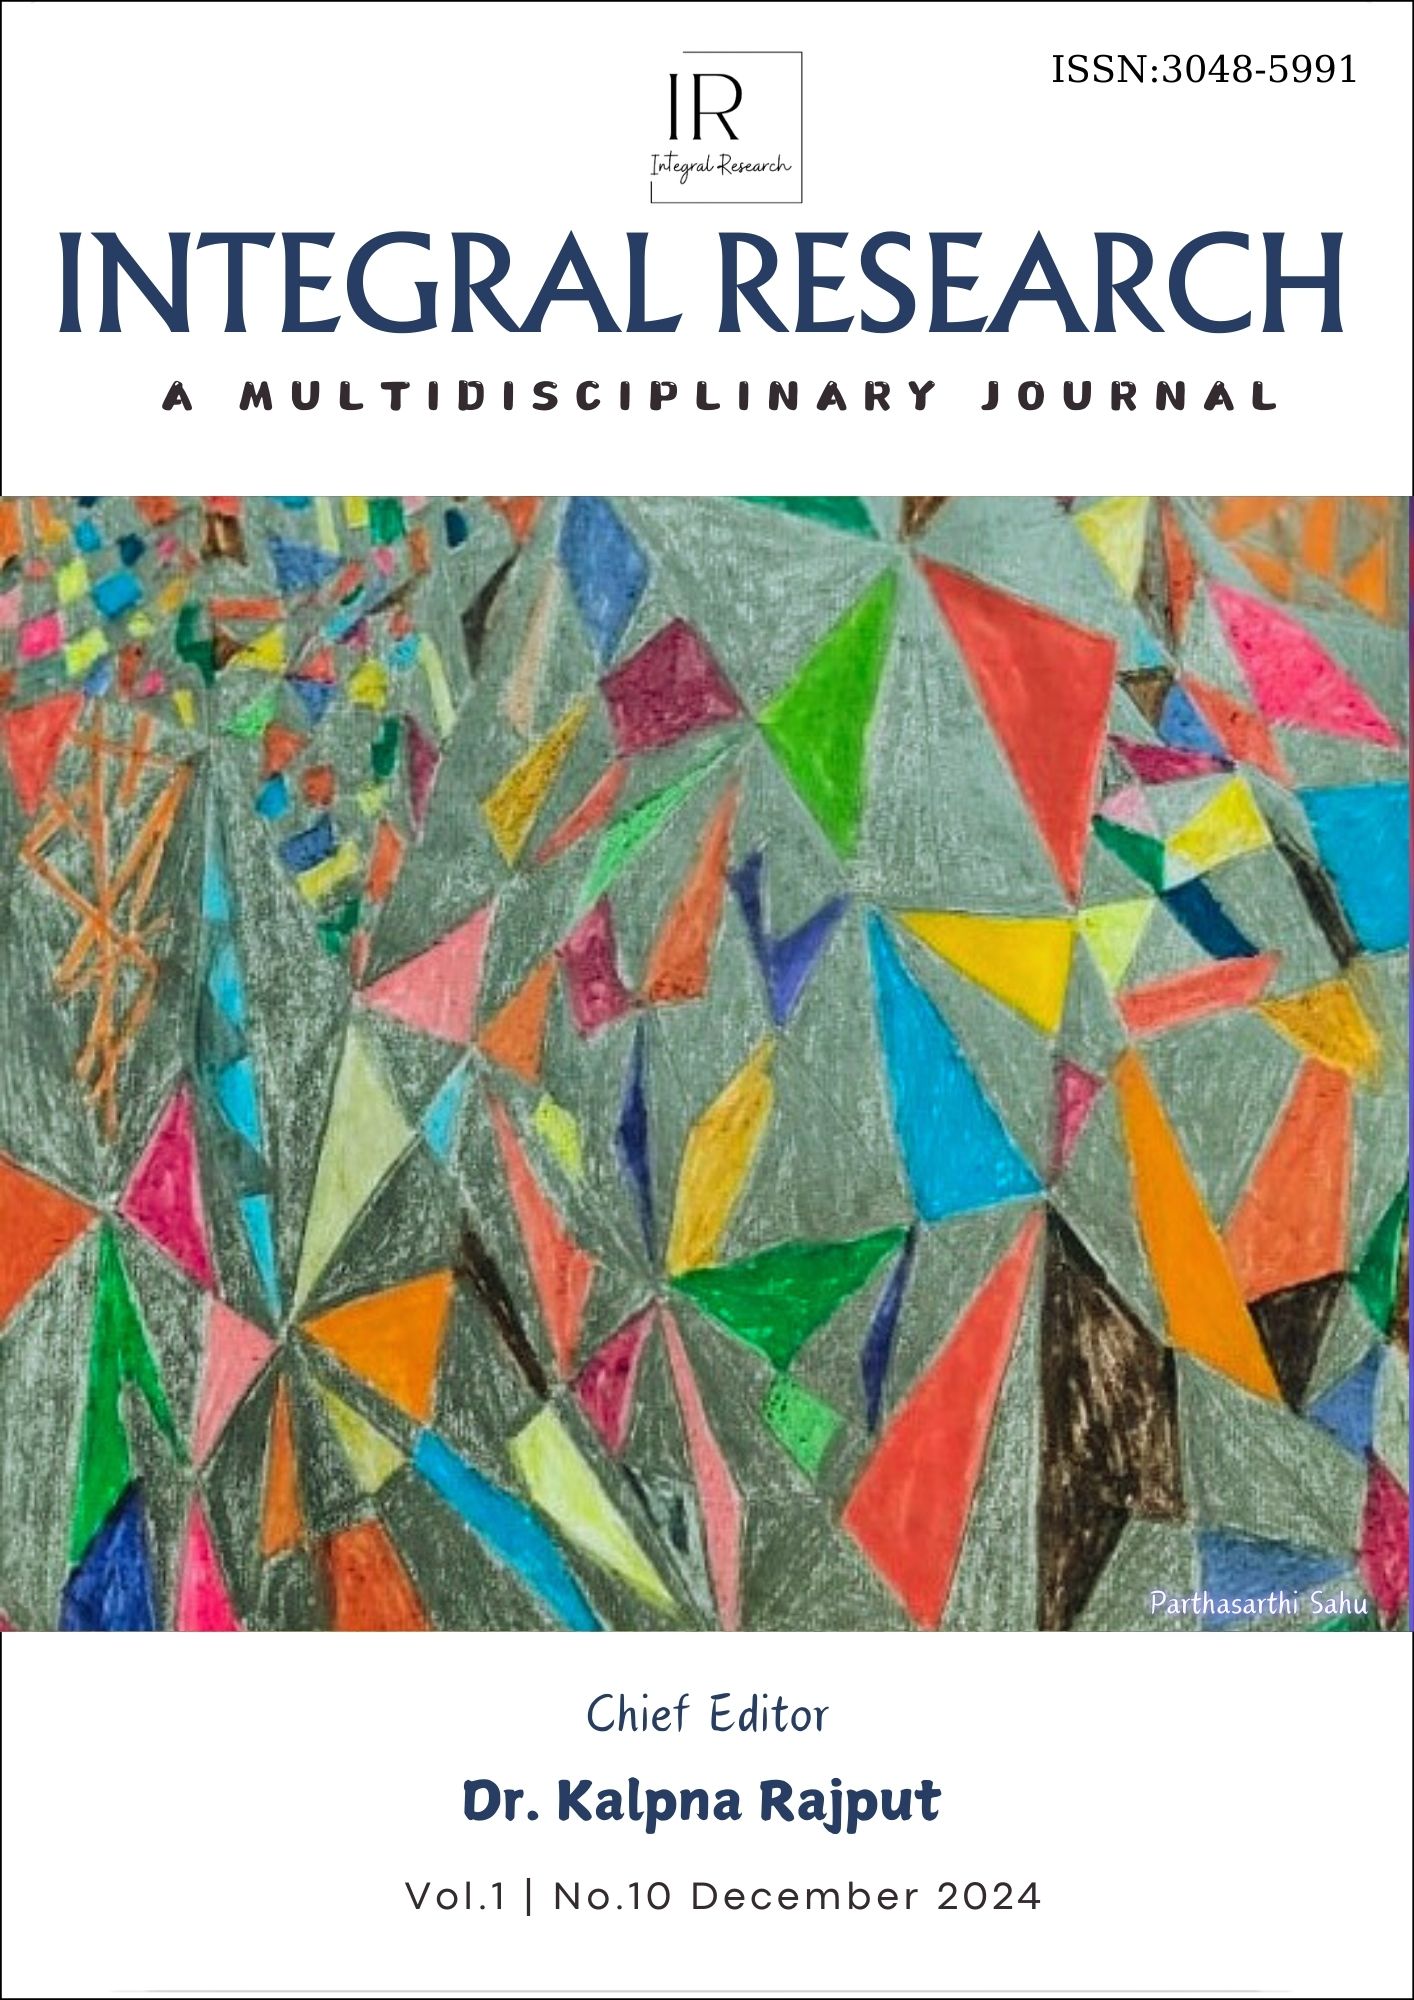 ISSN:3048-5991
IR
Integral Research
INTEGRAL RESEARCH
A MULTIDISCIPLINARY JOURNAL
Parthasarthi Sahu
Chief Editor
Dr. Kalpna Rajput
Vol.1 | No.10 December 2024